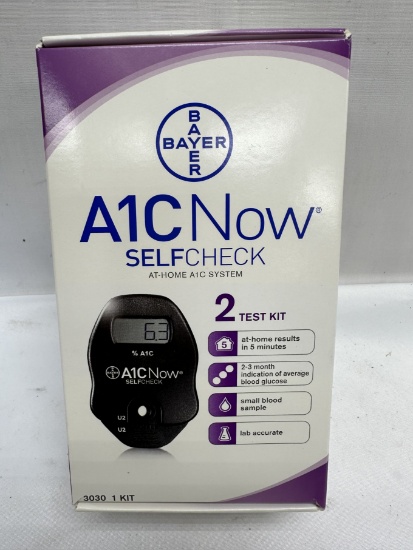 BAYER
BAYER
A1CNow®
SELFCHECK
AT-HOME A1C SYSTEM
2 TEST KIT
6.3
% A1C
BAYER A1CNow®
SELFCHECK
U2
U2
5
at-home results
in 5 minutes
2-3 month
indication of average
blood glucose
small blood
sample
lab accurate
3030 1 KIT